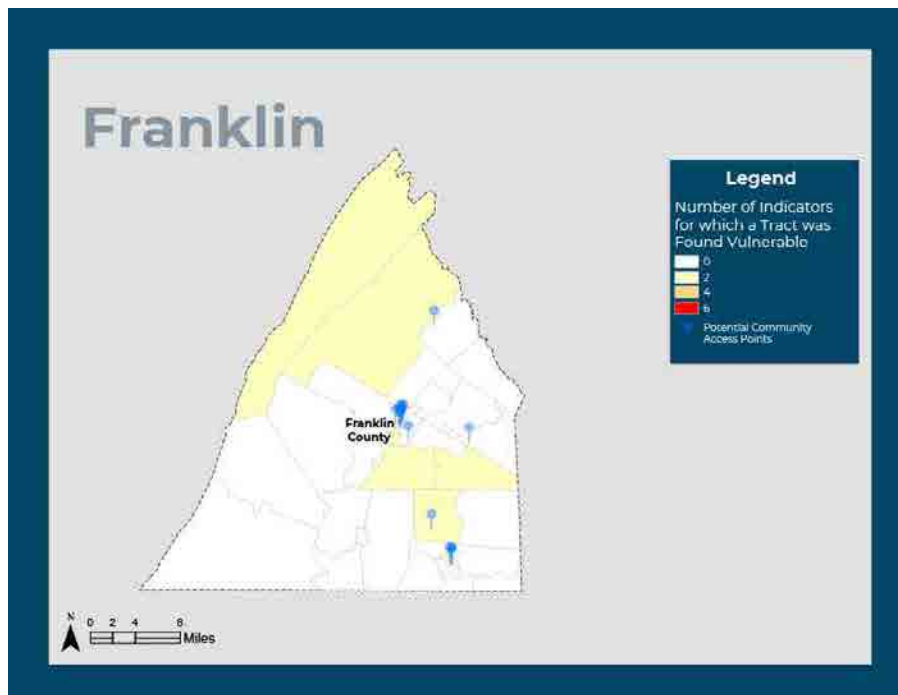 Franklin
Legend
Number of Indicators
for which a Tract was
Found Vulnerable
0
2
4
6
Potential Community
Access Points
Franklin
County
N
0 2 4 8
Miles